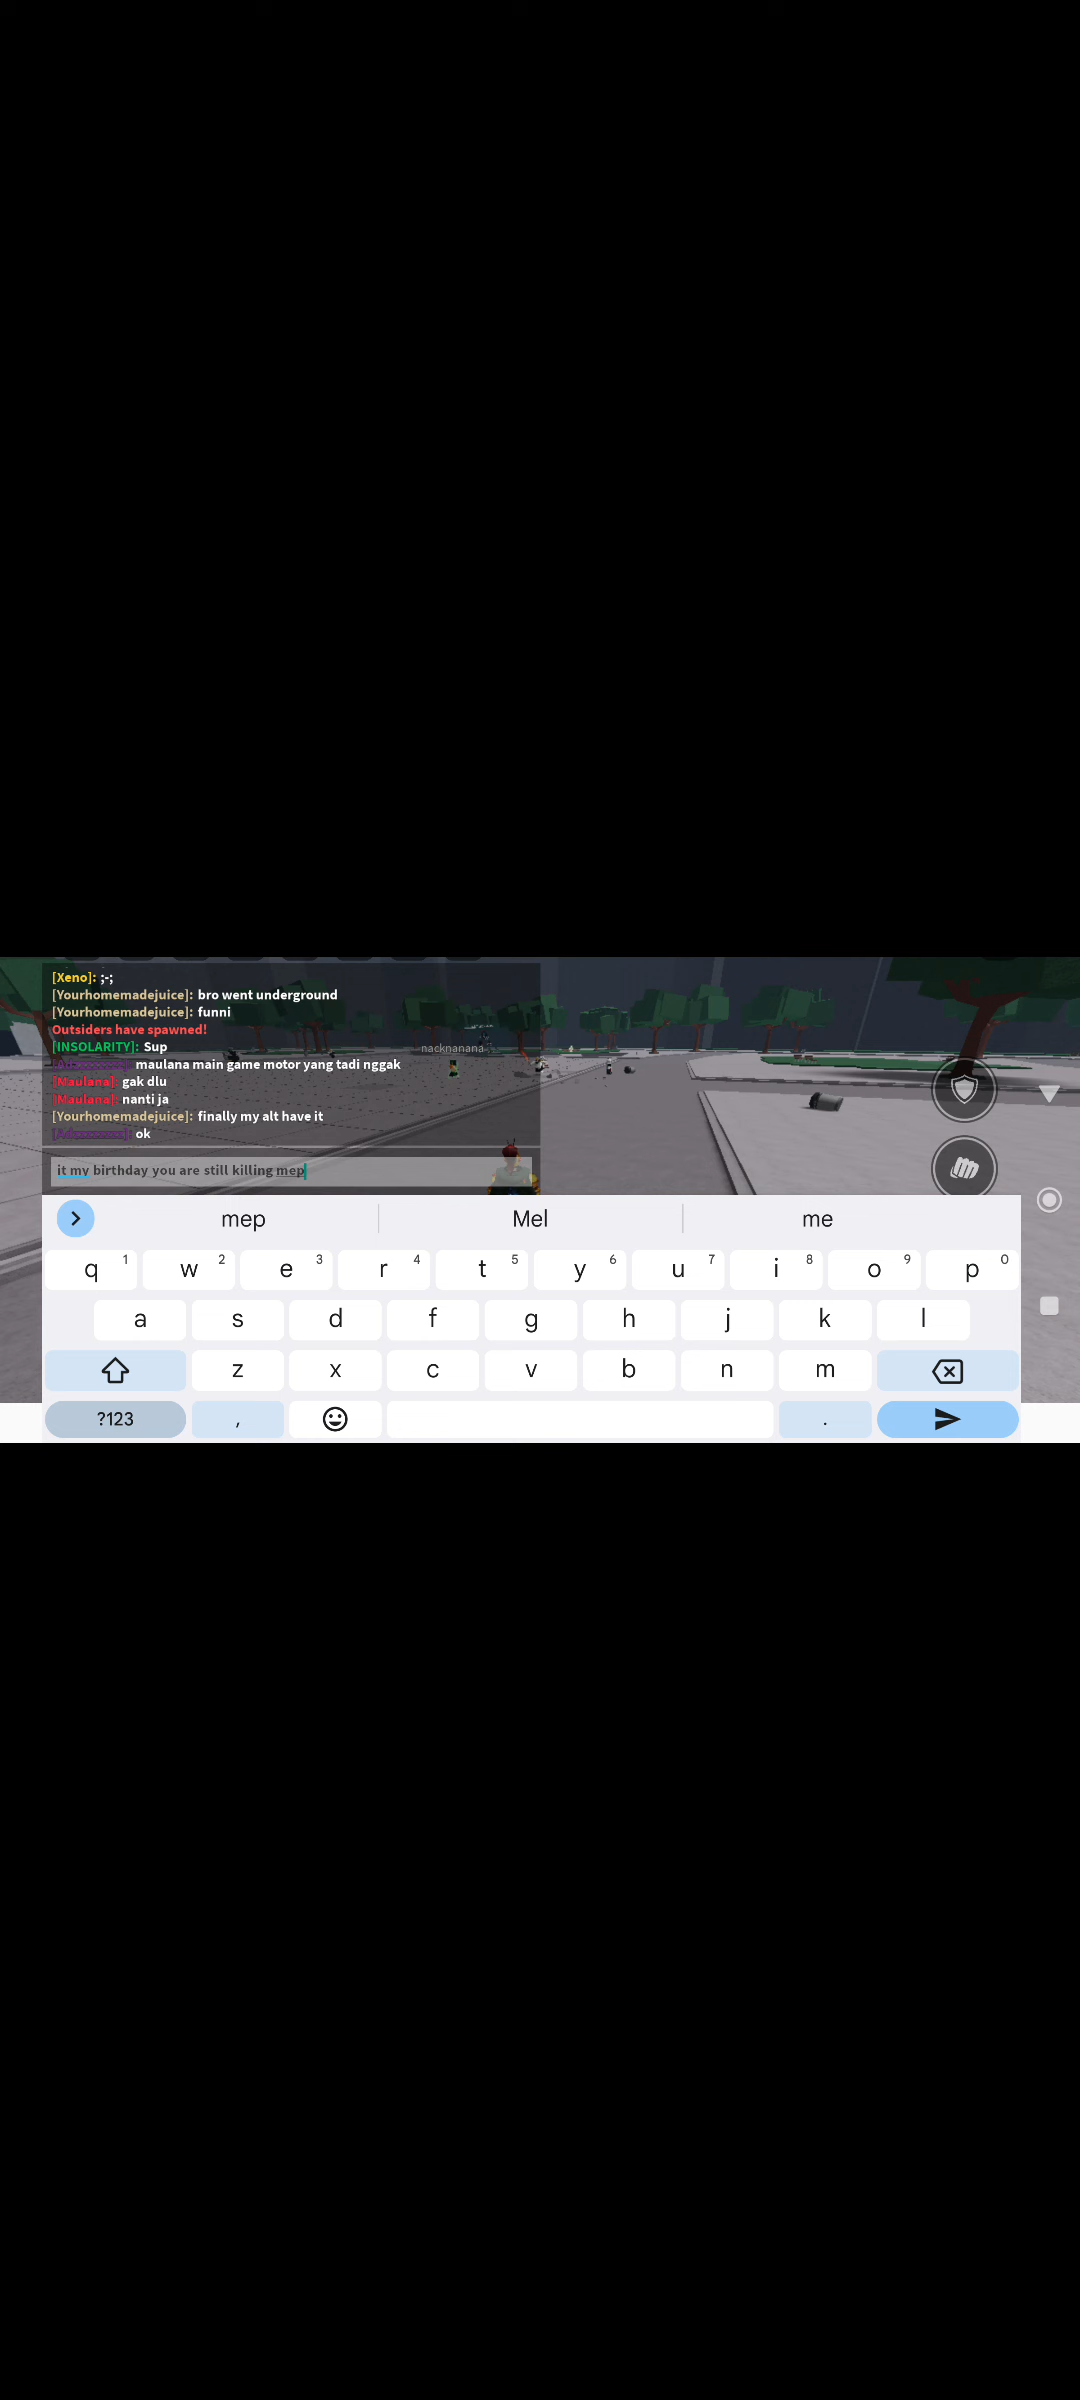 [Xeno]: ;-;
[Yourhomemadejuice]: bro went underground
[Yourhomemadejuice]: funni
Outsiders have spawned!
[INSOLARITY]: Sup
maulana main game motor yang tadi nggak
[Maulana]: gak dlu
[Maulana]: nanti ja
[Yourhomemadejuice]: finally my alt have it
ok
nacknanana
it my birthday you are still killing mep
mep Mel me
q 1 w 2 e 3 r 4 t 5 y 6 u 7 i 8 o 9 p 0
a s d f g h j k l
z x c v b n m
?123 , .